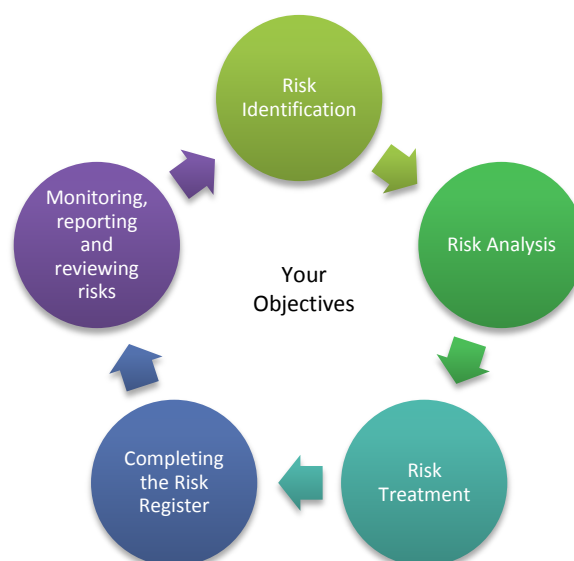 Risk
Identification
Risk Analysis
Risk
Treatment
Completing
the Risk
Register
Monitoring,
reporting
and
reviewing
risks
Your
Objectives